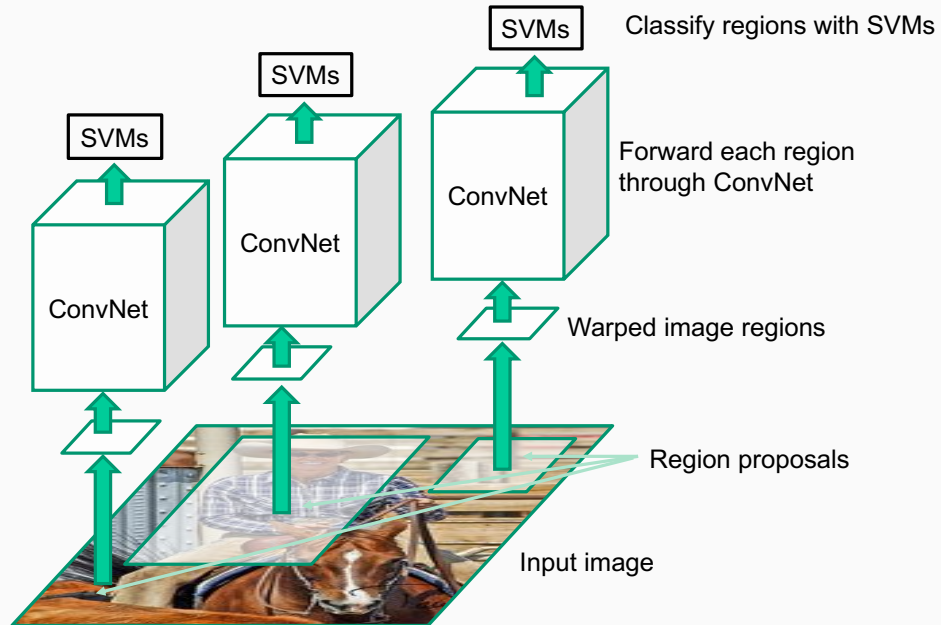 SVMs
Classify regions with SVMs
SVMs
SVMs
Forward each region
through ConvNet
ConvNet
ConvNet
ConvNet
Warped image regions
Region proposals
Input image